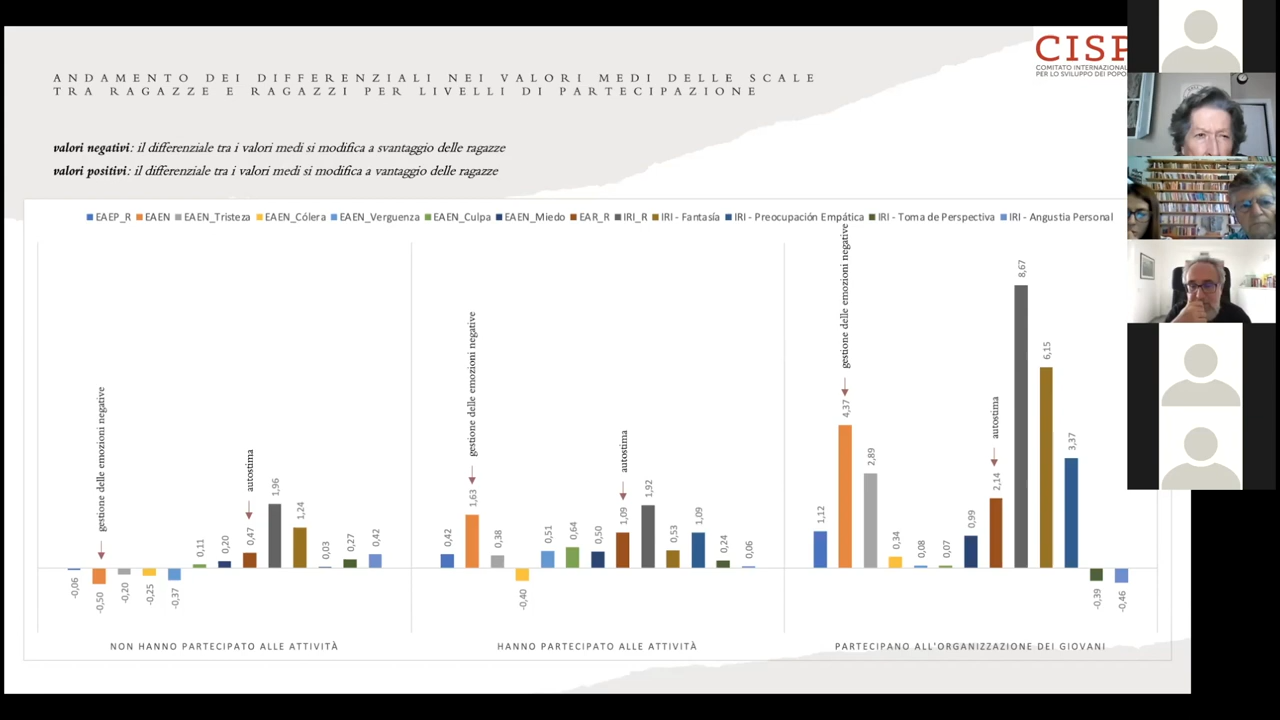 CISP
COMITATO INTERNAZIONAL
PER LO SVILUPPO DEI POPO
ANDAMENTO DEI DIFFERENZIALI NEI VALORI MEDI DELLE SCALE
TRA RAGAZZE E RAGAZZI PER LIVELLI DI PARTECIPAZIONE
valori negativi: il differenziale tra i valori medi si modifica a svantaggio delle ragazze
valori positivi: il differenziale tra i valori medi si modifica a vantaggio delle ragazze
EAEP_R EAEN EAEN_Tristeza EAEN_Cólera EAEN_Verguenza EAEN_Culpa EAEN_Miedo EAR_R IRI_R IRI - Fantasía IRI - Preocupación Empática IRI - Toma de Perspectiva IRI - Angustia Personal
gestione delle emozioni negative
autostima
-0,06
-0,50
-0,20
-0,25
-0,37
0,11
0,20
0,47
1,96
1,24
0,03
0,27
0,42
NON HANNO PARTECIPATO ALLE ATTIVITÀ
gestione delle emozioni negative
autostima
0,42
1,63
0,38
-0,40
0,51
0,64
0,50
1,09
1,92
0,53
1,09
0,24
0,06
HANNO PARTECIPATO ALLE ATTIVITÀ
gestione delle emozioni negative
autostima
1,12
4,37
2,89
0,34
0,08
0,07
0,99
2,14
8,67
6,15
3,37
-0,39
-0,46
PARTECIPANO ALL'ORGANIZZAZIONE DEI GIOVANI